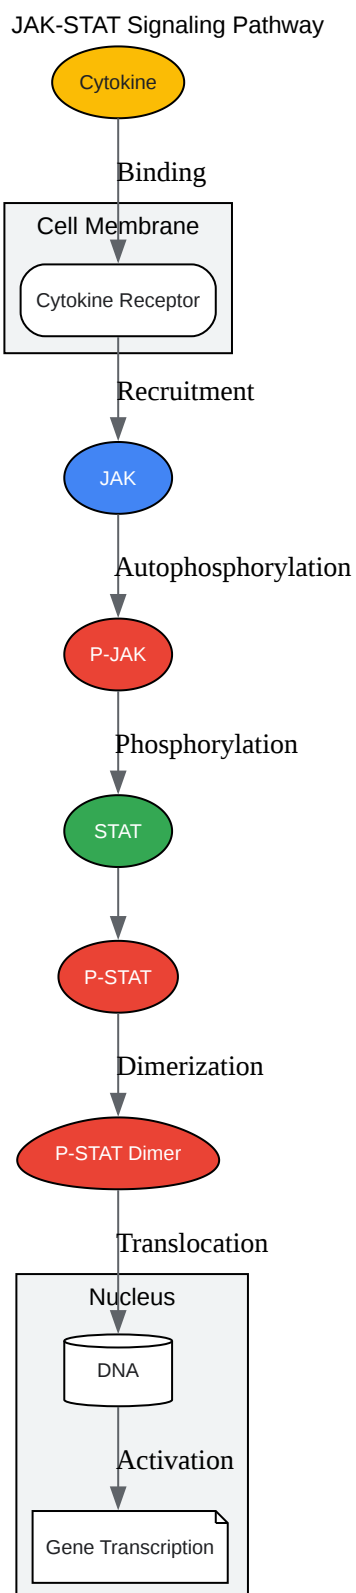 JAK-STAT Signaling Pathway
Cytokine
Binding
Cell Membrane
Cytokine Receptor
Recruitment
JAK
Autophosphorylation
P-JAK
Phosphorylation
STAT
P-STAT
Dimerization
P-STAT Dimer
Translocation
Nucleus
DNA
Activation
Gene Transcription